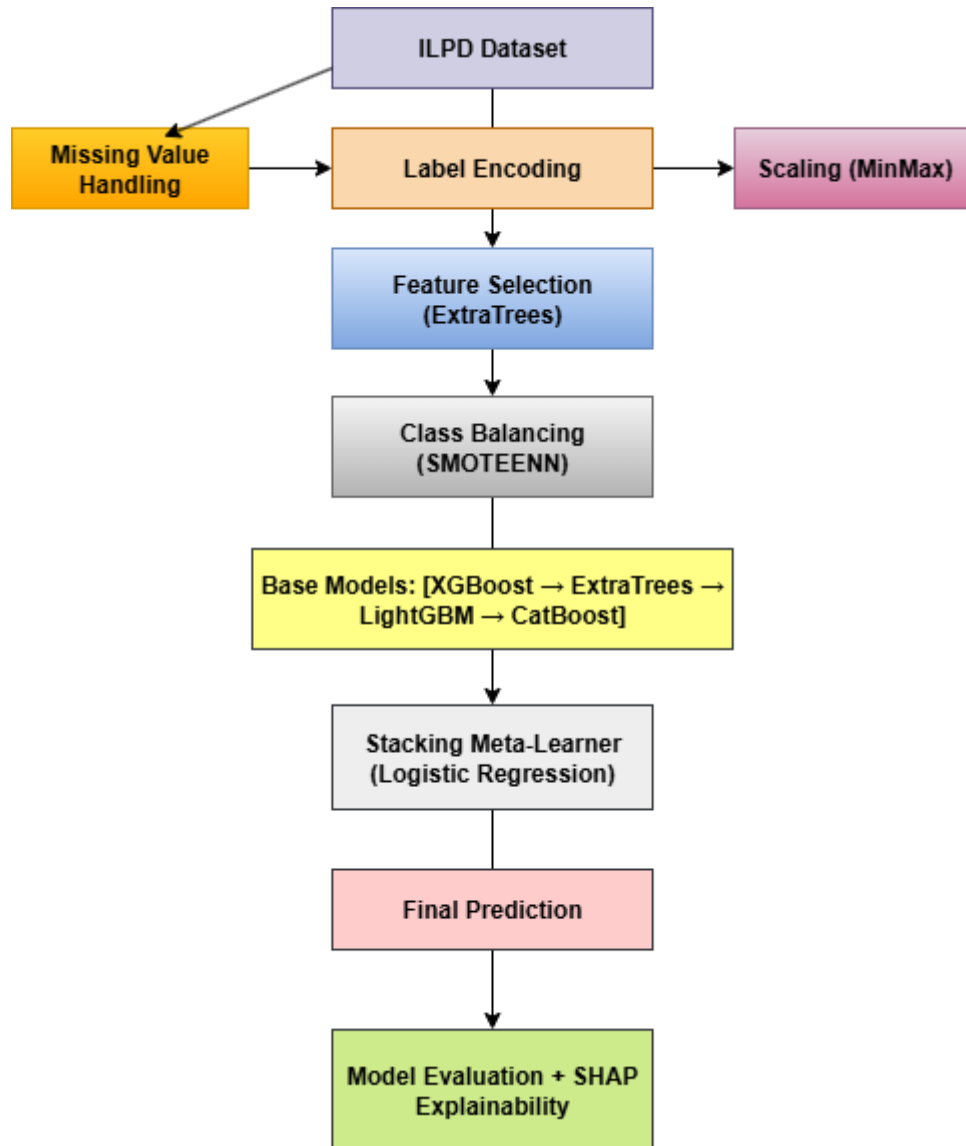 ILPD Dataset
Missing Value
Handling
Label Encoding
Scaling (MinMax)
Feature Selection
(ExtraTrees)
Class Balancing
(SMOTEENN)
Base Models: [XGBoost → ExtraTrees →
LightGBM → CatBoost]
Stacking Meta-Learner
(Logistic Regression)
Final Prediction
Model Evaluation + SHAP
Explainability